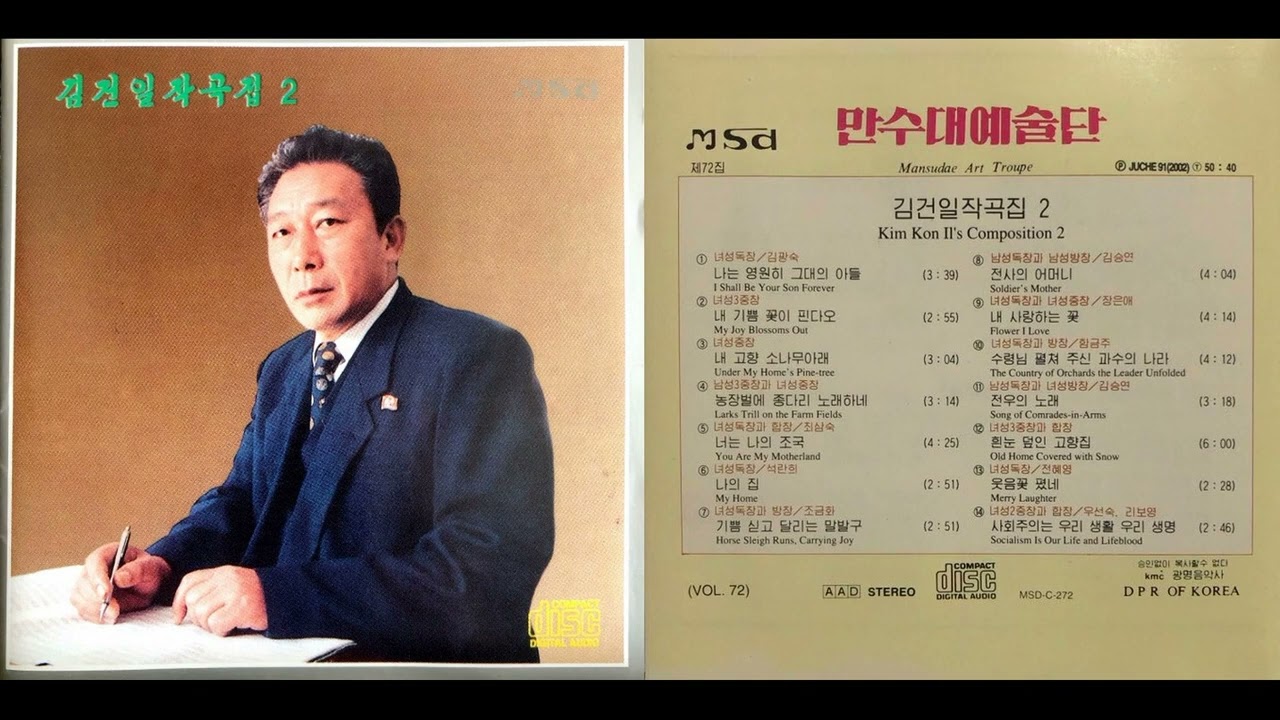 김건일작곡집 2
COMPACT
disc
DIGITAL AUDIO
msd
만수대예술단
제72집
Mansudae Art Troupe
Ⓟ JUCHE 91(2002) Ⓣ 50 : 40
김건일작곡집 2
Kim Kon Il's Composition 2
① 녀성독창/김광숙
나는 영원히 그대의 아들 (3:39)
I Shall Be Your Son Forever
② 녀성3중창
내 기쁨 꽃이 핀다오 (2:55)
My Joy Blossoms Out
③ 녀성중창
내 고향 소나무아래 (3:04)
Under My Home's Pine-tree
④ 남성3중창과 녀성중창
농장벌에 종다리 노래하네 (3:14)
Larks Trill on the Farm Fields
⑤ 녀성독창과 합창/최삼숙
너는 나의 조국 (4:25)
You Are My Motherland
⑥ 녀성독창/석란희
나의 집 (2:51)
My Home
⑦ 녀성독창과 방창/조금화
기쁨 싣고 달리는 말발구 (2:51)
Horse Sleigh Runs, Carrying Joy
⑧ 남성독창과 남성방창/김승연
전사의 어머니 (4:04)
Soldier's Mother
⑨ 녀성독창과 녀성중창/장은애
내 사랑하는 꽃 (4:14)
Flower I Love
⑩ 녀성독창과 방창/함금주
수령님 펼쳐 주신 과수의 나라 (4:12)
The Country of Orchards the Leader Unfolded
⑪ 남성독창과 녀성방창/김승연
전우의 노래 (3:18)
Song of Comrades-in-Arms
⑫ 녀성3중창과 합창
흰눈 덮인 고향집 (6:00)
Old Home Covered with Snow
⑬ 녀성독창/전혜영
웃음꽃 폈네 (2:28)
Merry Laughter
⑭ 녀성2중창과 합창/우선숙, 리보영
사회주의는 우리 생활 우리 생명 (2:46)
Socialism Is Our Life and Lifeblood
(VOL. 72)
AAD STEREO
COMPACT
disc
DIGITAL AUDIO
MSD-C-272
승인없이 복사할수 없다
kmc 광명음악사
D P R OF KOREA